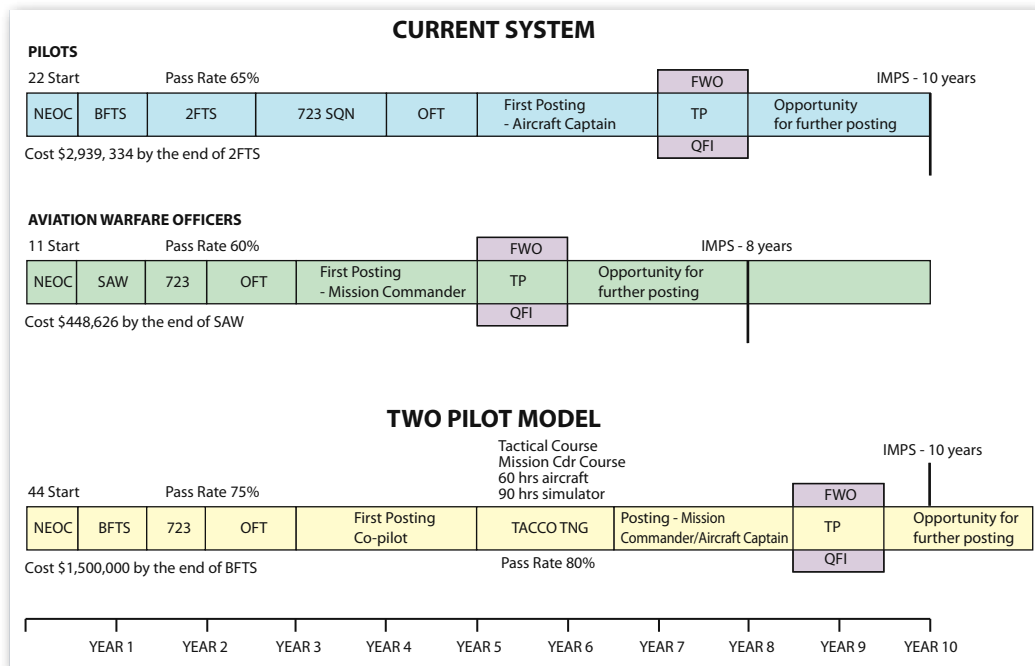 CURRENT SYSTEM
PILOTS
22 Start
Pass Rate 65%
FWO
IMPS - 10 years
NEOC
BFTS
2FTS
723 SQN
OFT
First Posting
- Aircraft Captain
TP
Opportunity
for further posting
QFI
Cost $2,939, 334 by the end of 2FTS
AVIATION WARFARE OFFICERS
11 Start
Pass Rate 60%
FWO
IMPS - 8 years
NEOC
SAW
723
OFT
First Posting
- Mission Commander
TP
Opportunity for
further posting
QFI
Cost $448,626 by the end of SAW
TWO PILOT MODEL
Tactical Course
Mission Cdr Course
60 hrs aircraft
90 hrs simulator
IMPS - 10 years
44 Start
Pass Rate 75%
FWO
NEOC
BFTS
723
OFT
First Posting
Co-pilot
TACCO TNG
Posting - Mission
Commander/Aircraft Captain
TP
Opportunity for
further posting
QFI
Cost $1,500,000 by the end of BFTS
Pass Rate 80%
YEAR 1
YEAR 2
YEAR 3
YEAR 4
YEAR 5
YEAR 6
YEAR 7
YEAR 8
YEAR 9
YEAR 10